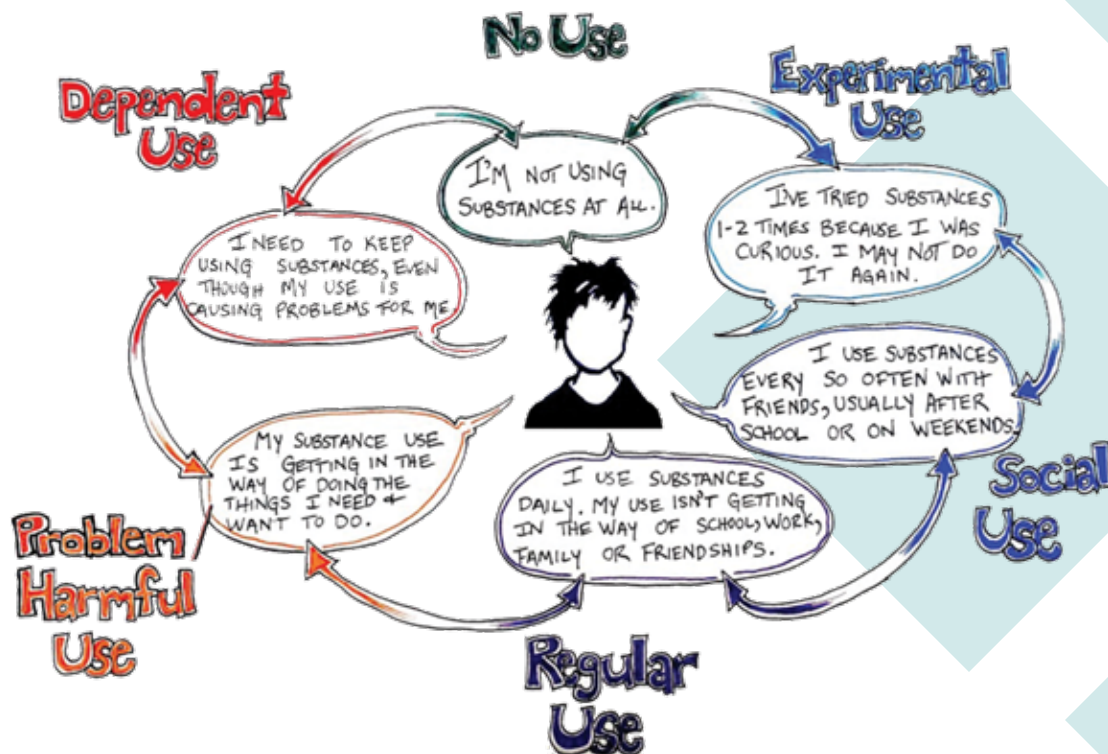 No Use
I'M NOT USING
SUBSTANCES AT ALL.
Experimental
Use
I'VE TRIED SUBSTANCES
1-2 TIMES BECAUSE I WAS
CURIOUS. I MAY NOT DO
IT AGAIN.
I USE SUBSTANCES
EVERY SO OFTEN WITH
FRIENDS, USUALLY AFTER
SCHOOL OR ON WEEKENDS.
Social
Use
I USE SUBSTANCES
DAILY. MY USE ISN'T GETTING
IN THE WAY OF SCHOOL, WORK,
FAMILY OR FRIENDSHIPS.
Regular
Use
MY SUBSTANCE USE
IS GETTING IN THE
WAY OF DOING THE
THINGS I NEED &
WANT TO DO.
Problem
Harmful
Use
Dependent
Use
I NEED TO KEEP
USING SUBSTANCES, EVEN
THOUGH MY USE IS
CAUSING PROBLEMS FOR ME